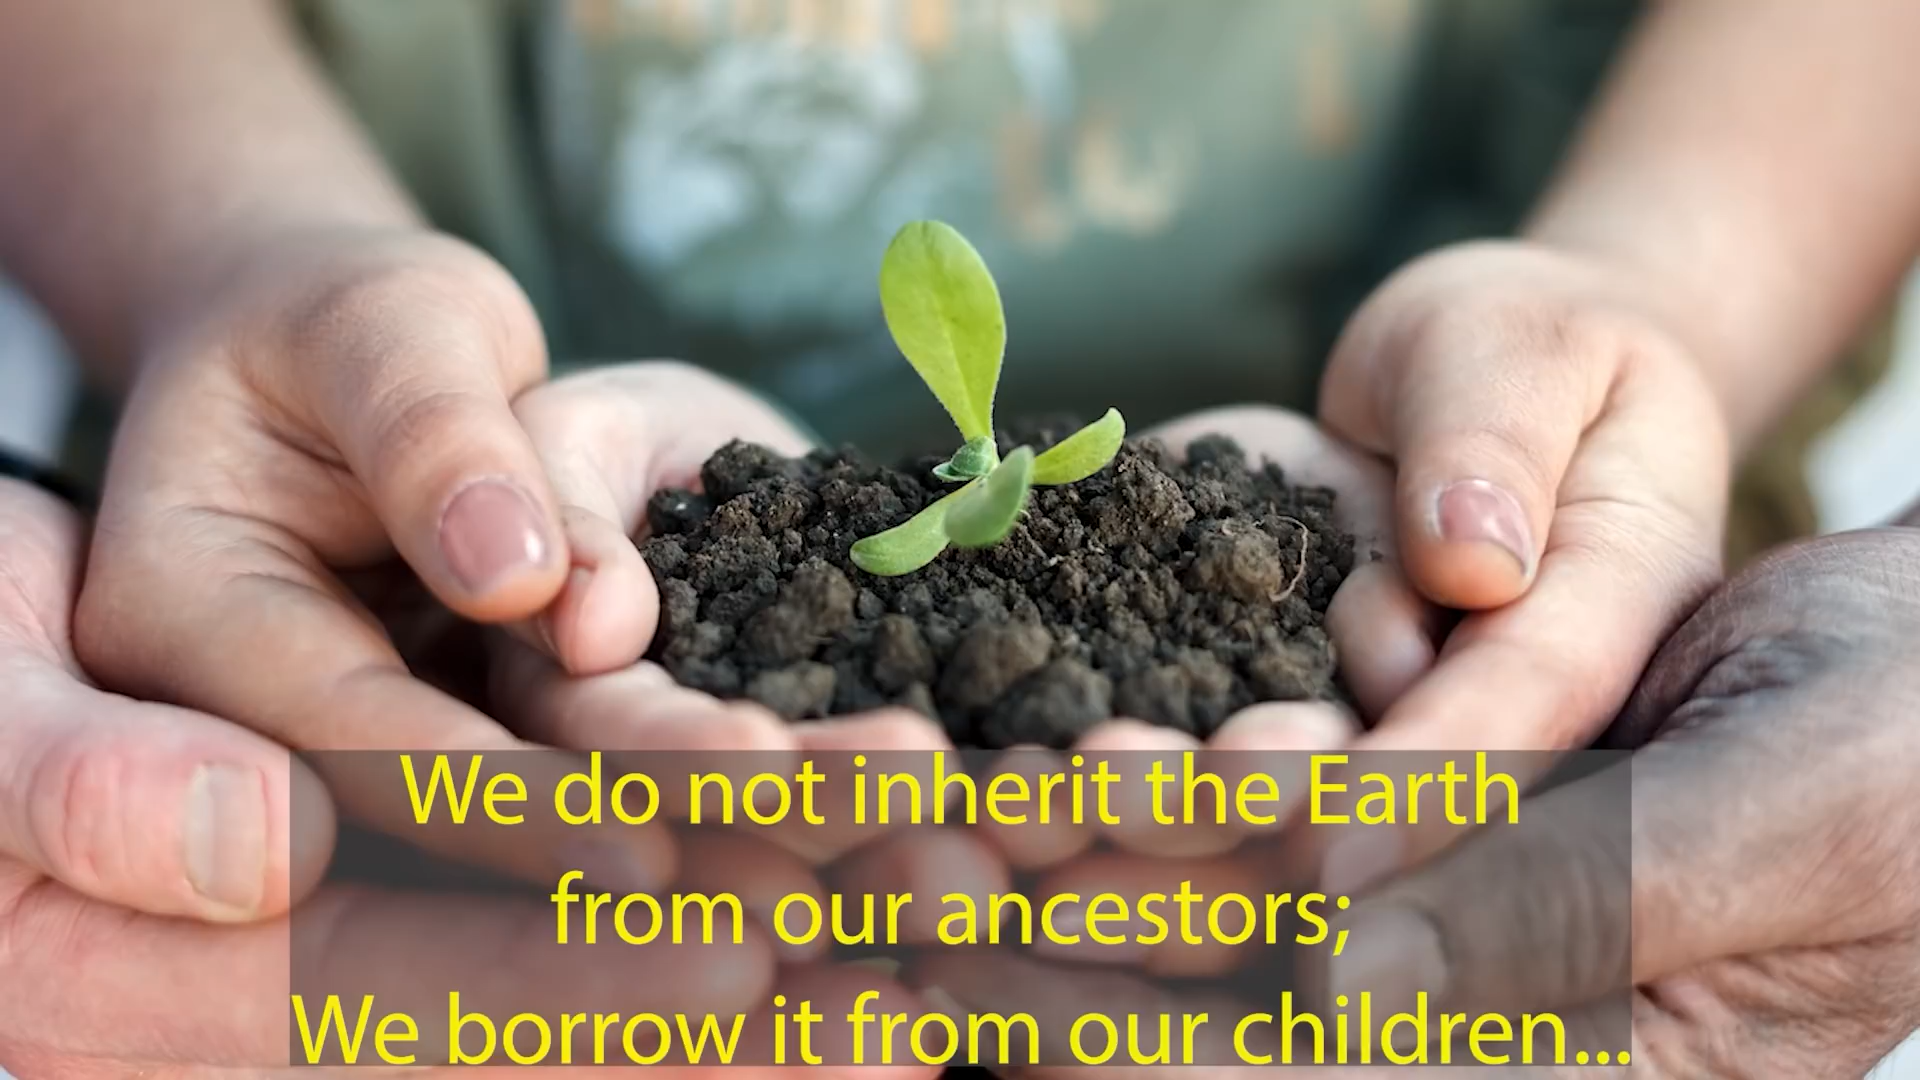 We do not inherit the Earth
from our ancestors;
We borrow it from our children...